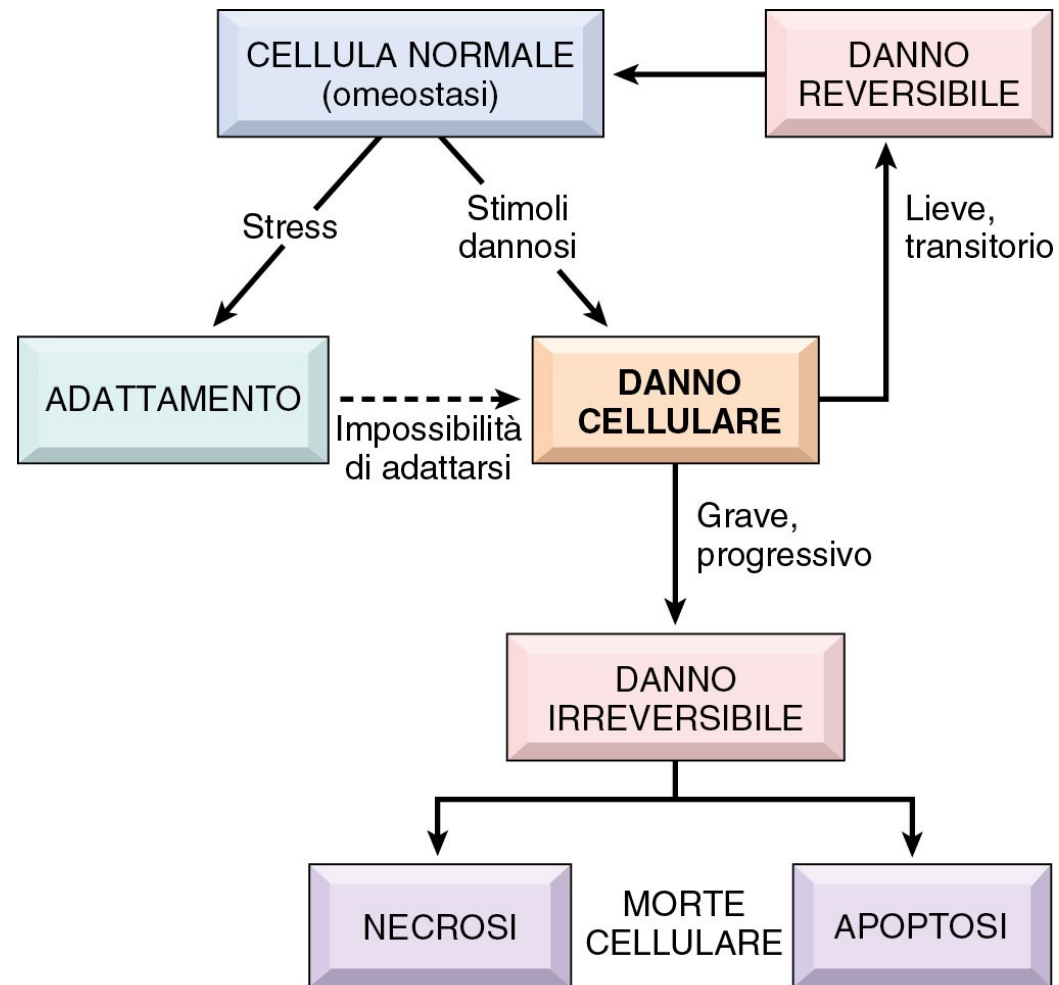 CELLULA NORMALE
(omeostasi)
DANNO
REVERSIBILE
Stress
Stimoli
dannosi
Lieve,
transitorio
ADATTAMENTO
Impossibilità
di adattarsi
DANNO
CELLULARE
Grave,
progressivo
DANNO
IRREVERSIBILE
NECROSI
MORTE
CELLULARE
APOPTOSI